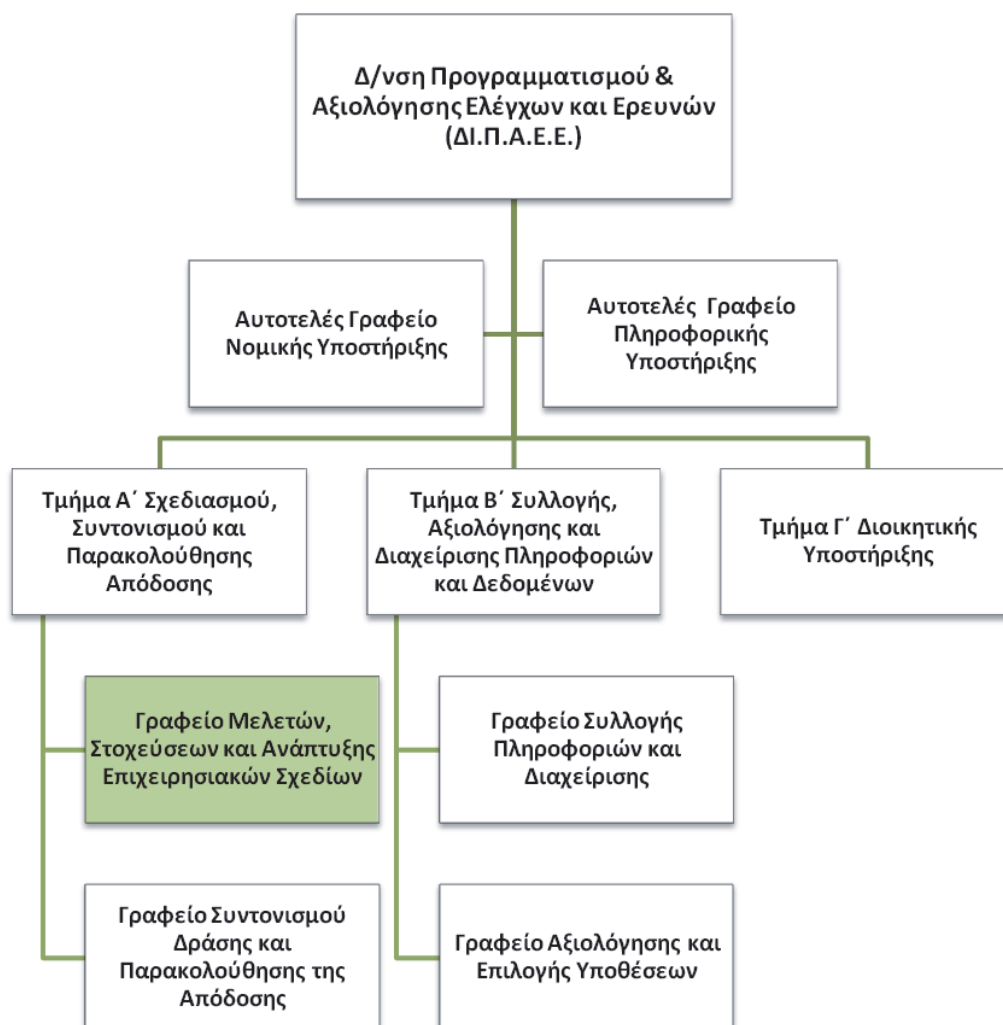 Δ/νση Προγραμματισμού &
Αξιολόγησης Ελέγχων και Ερευνών
(ΔΙ.Π.Α.Ε.Ε.)
Αυτοτελές Γραφείο
Νομικής Υποστήριξης
Αυτοτελές Γραφείο
Πληροφορικής
Υποστήριξης
Τμήμα Α΄ Σχεδιασμού,
Συντονισμού και
Παρακολούθησης
Απόδοσης
Τμήμα Β΄ Συλλογής,
Αξιολόγησης και
Διαχείρισης Πληροφοριών
και Δεδομένων
Τμήμα Γ΄ Διοικητικής
Υποστήριξης
Γραφείο Μελετών,
Στοχεύσεων και Ανάπτυξης
Επιχειρησιακών Σχεδίων
Γραφείο Συλλογής
Πληροφοριών και
Διαχείρισης
Γραφείο Συντονισμού
Δράσης και
Παρακολούθησης της
Απόδοσης
Γραφείο Αξιολόγησης και
Επιλογής Υποθέσεων